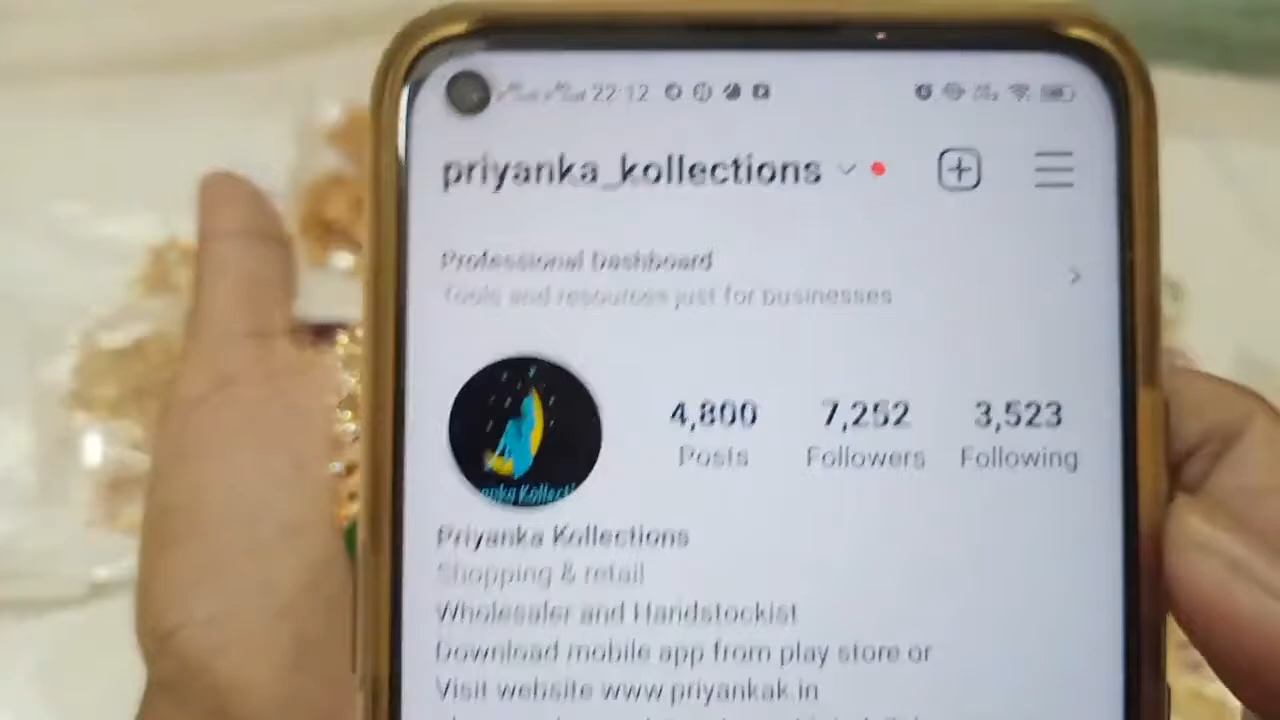 22:12
priyanka_kollections
Professional Dashboard
Tools and resources just for businesses
4,800 7,252 3,523
Posts Followers Following
Priyanka Kollections
Shopping & retail
Wholesaler and Handstockist
Download mobile app from play store or
Visit website www.priyankak.in